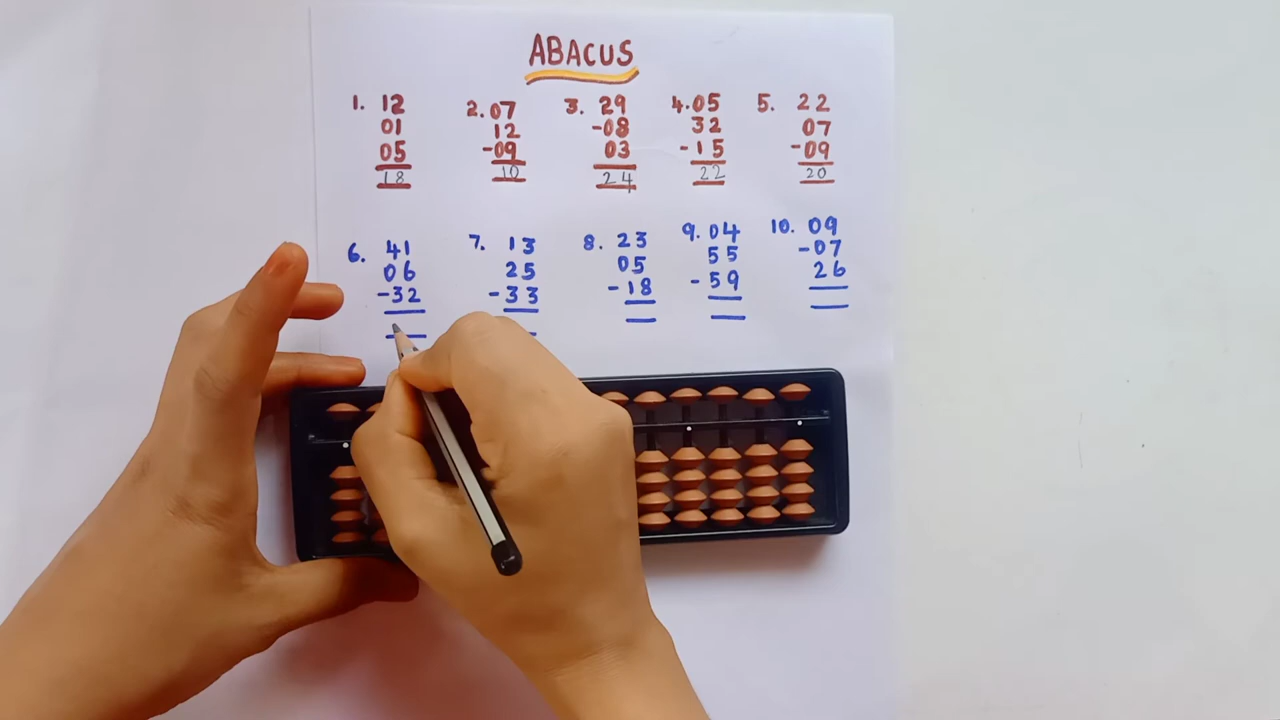 ABACUS
1. 12 2. 07 3. 29 4. 05 5. 22
01 12 -08 32 07
05 -09 03 -15 -09
18 10 24 22 20
6. 41 7. 13 8. 23 9. 04 10. 09
06 25 05 55 -07
-32 -33 -18 -59 26